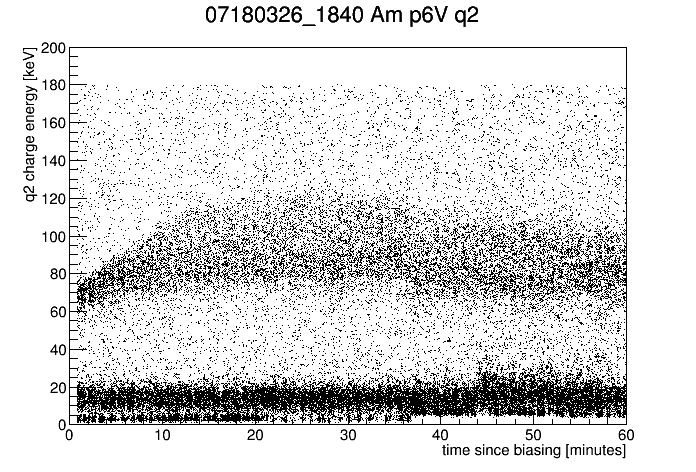 07180326_1840 Am p6V q2
q2 charge energy [keV]
200
180
160
140
120
100
80
60
40
20
0
0 10 20 30 40 50 60
time since biasing [minutes]